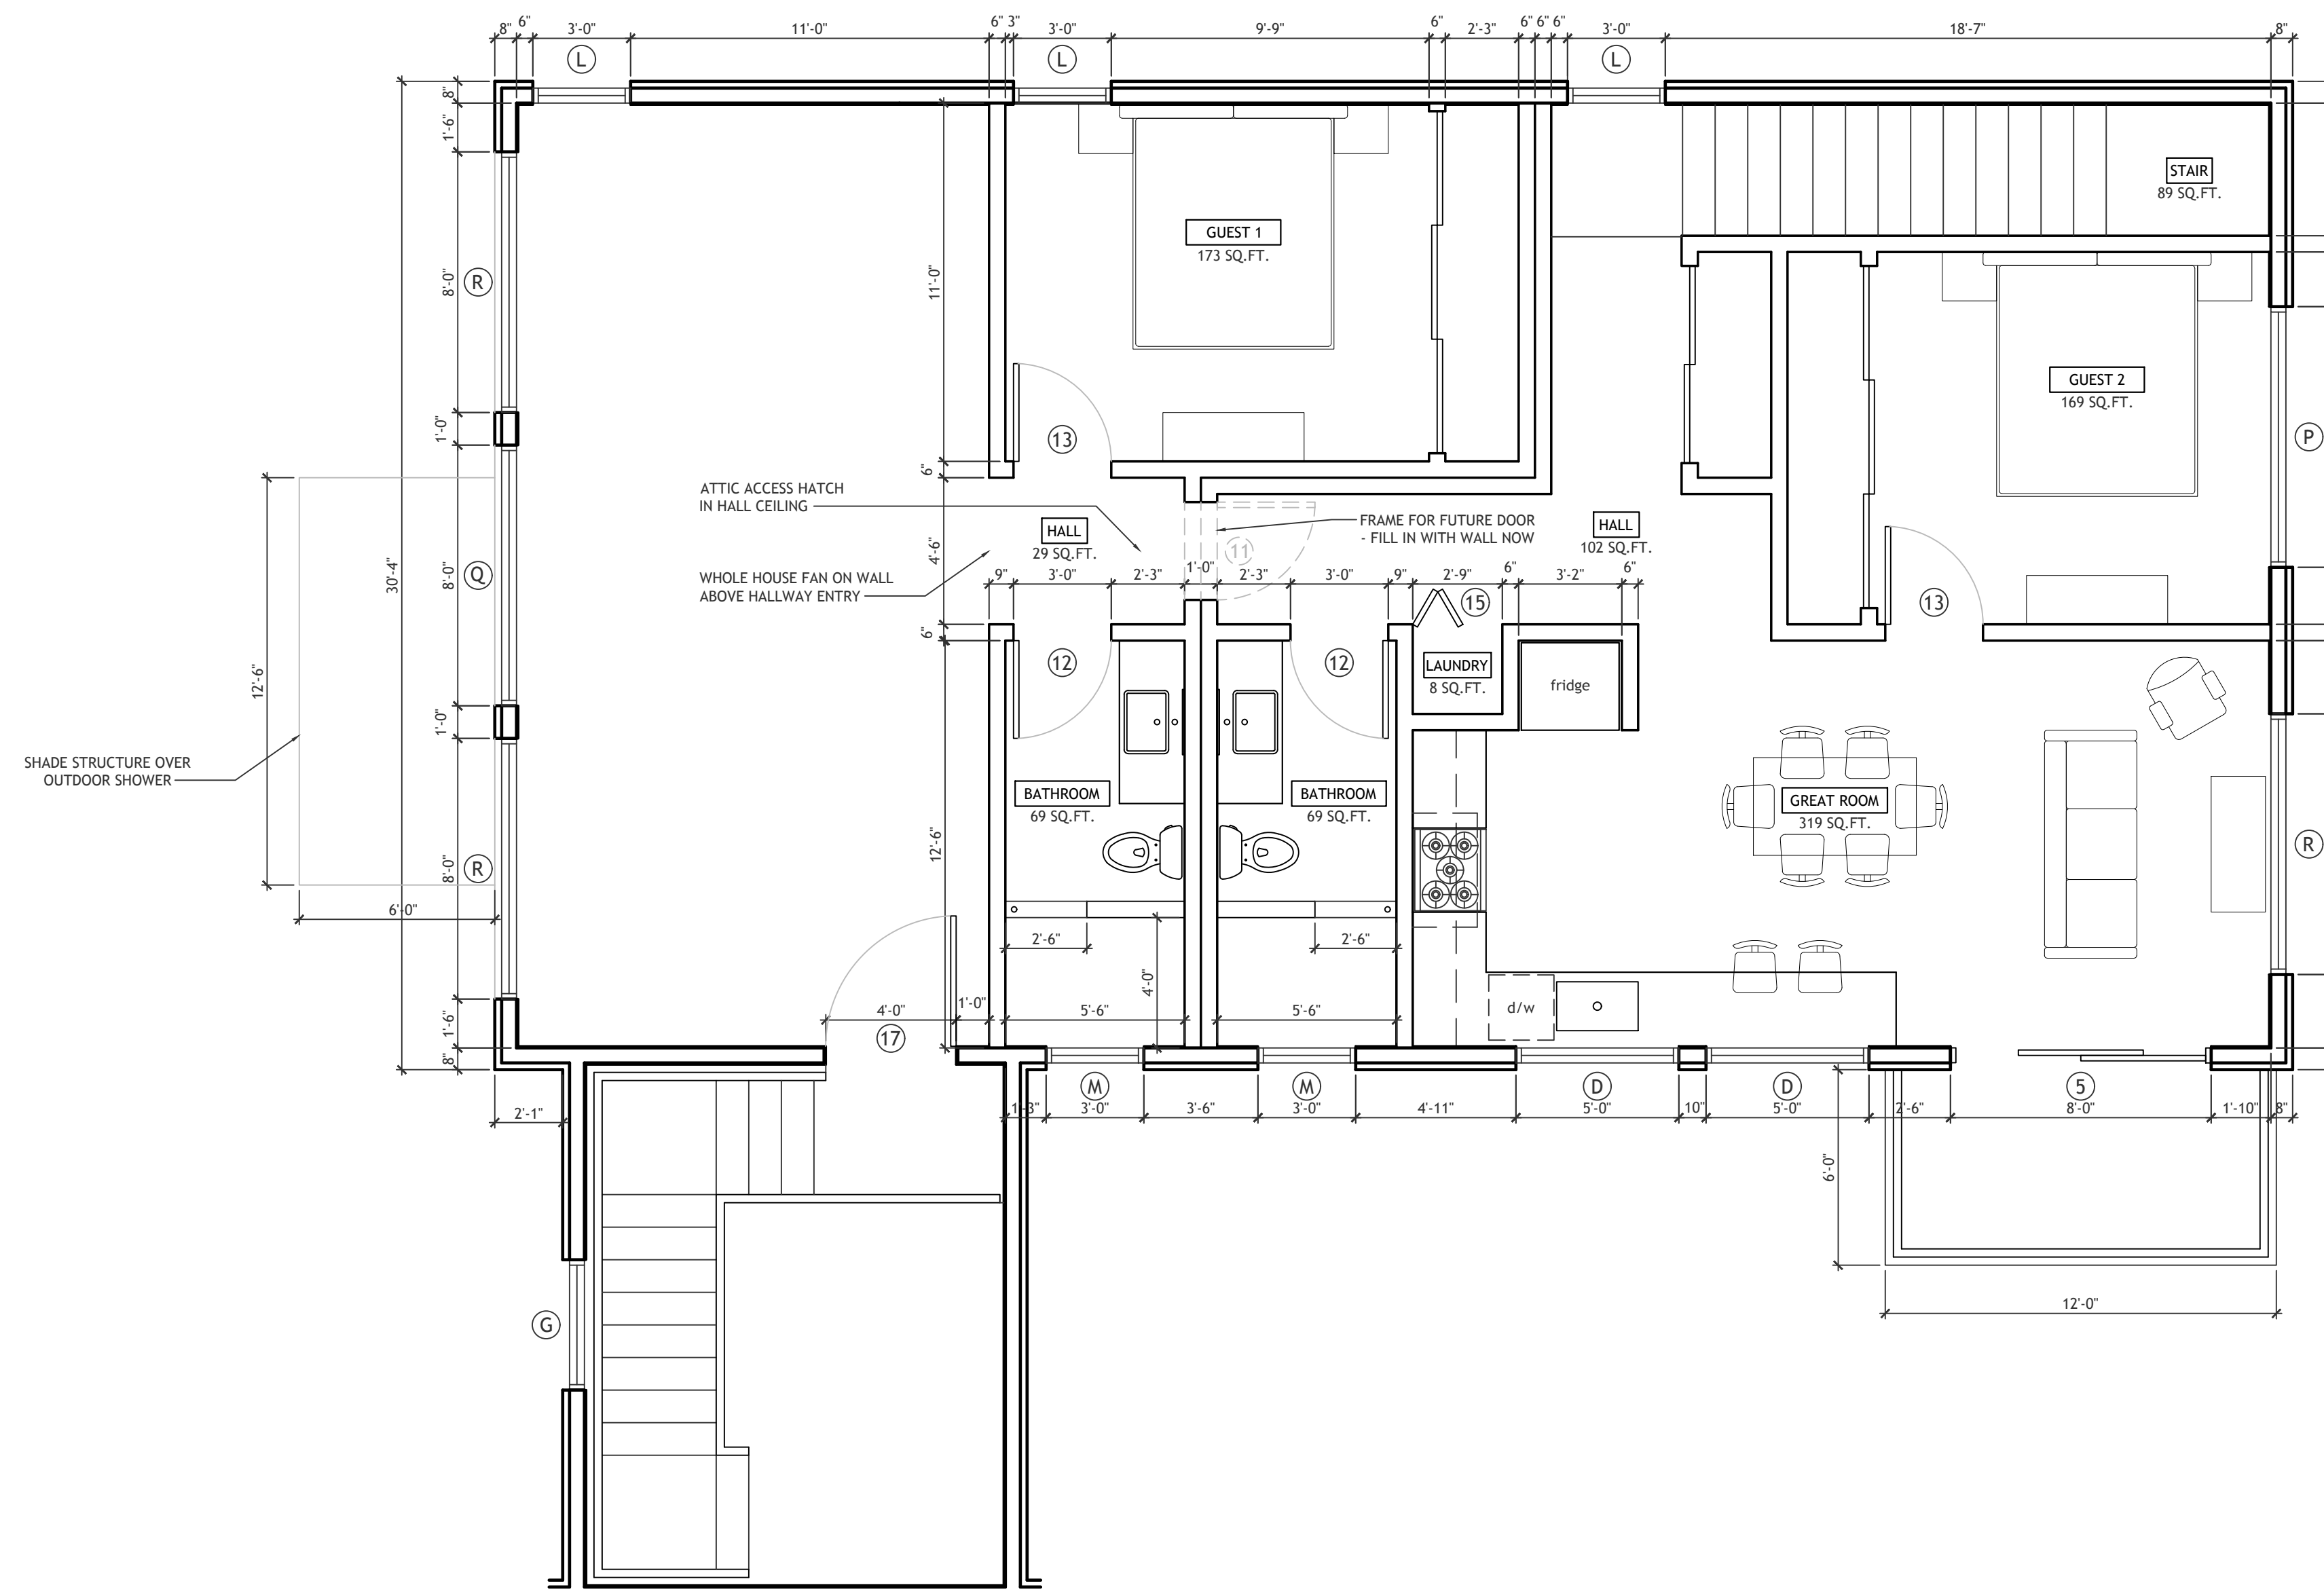 8" 6" 3'-0" 11'-0" 6" 3" 3'-0" 9'-9" 6" 2'-3" 6" 6" 6" 3'-0" 18'-7" 8"
L L L
8"
1'-6"
STAIR
89 SQ.FT.
GUEST 1
173 SQ.FT.
8'-0" R 11'-0"
GUEST 2
169 SQ.FT.
1'-0" 13 P
6"
ATTIC ACCESS HATCH
IN HALL CEILING
FRAME FOR FUTURE DOOR
- FILL IN WITH WALL NOW
HALL
29 SQ.FT.
HALL
102 SQ.FT.
11
4'-6"
30'-4" 8'-0" Q
WHOLE HOUSE FAN ON WALL
ABOVE HALLWAY ENTRY
9" 3'-0" 2'-3" 1'-0" 2'-3" 3'-0" 9" 2'-9" 6" 3'-2" 6"
15 13
6"
12 12
LAUNDRY
8 SQ.FT.
fridge
12'-6"
1'-0"
SHADE STRUCTURE OVER
OUTDOOR SHOWER
BATHROOM
69 SQ.FT.
BATHROOM
69 SQ.FT.
GREAT ROOM
319 SQ.FT.
8'-0" R 12'-6" R
6'-0"
2'-6" 2'-6"
4'-0"
1'-6" 4'-0" 1'-0" 5'-6" 5'-6" d/w
17
8"
M M D D 5
2'-1" 1'-3" 3'-0" 3'-6" 3'-0" 4'-11" 5'-0" 10" 5'-0" 2'-6" 8'-0" 1'-10" 8"
6'-0"
12'-0"
G